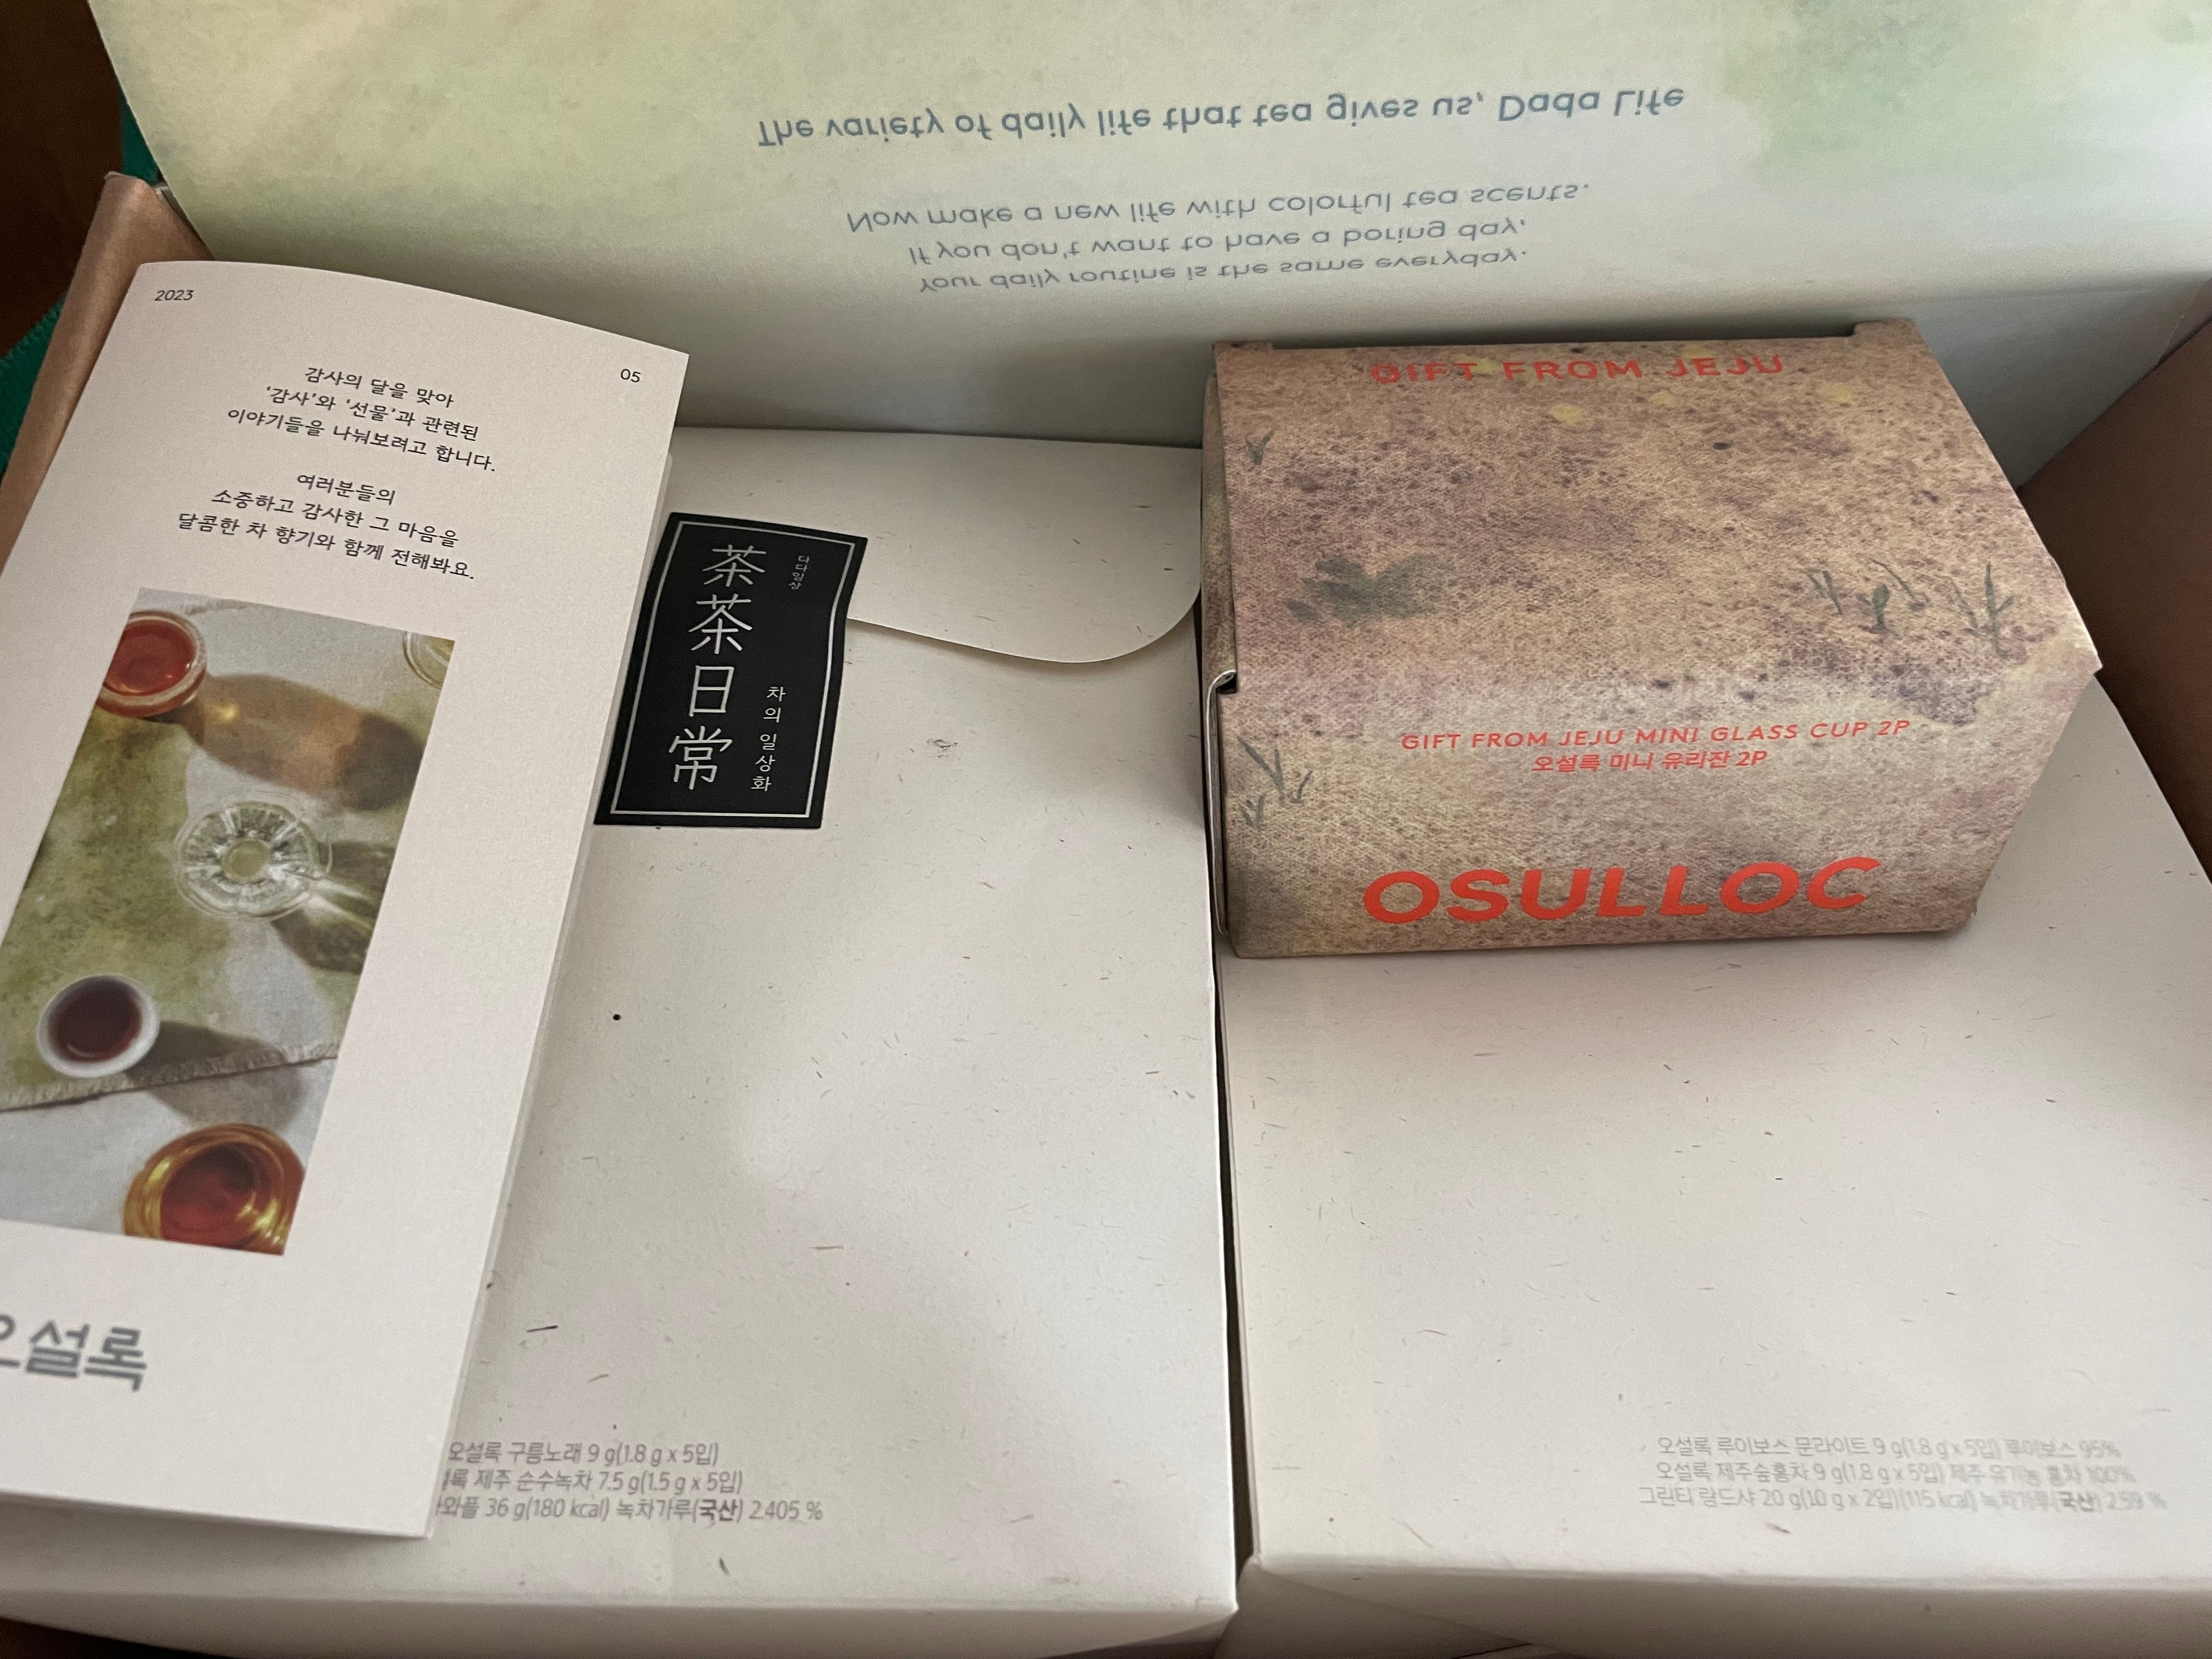 The variety of daily life that tea gives us, Dada Life
Your daily routine is the same everyday.
If you don't want to have a boring day,
Now make a new life with colorful tea scents.
2023
05
감사의 달을 맞아
‘감사’와 ‘선물’과 관련된
이야기들을 나눠보려고 합니다.
여러분들의
소중하고 감사한 그 마음을
달콤한 차 향기와 함께 전해봐요.
오설록
茶茶日常
다다일상
차의 일상화
GIFT FROM JEJU
GIFT FROM JEJU MINI GLASS CUP 2P
오설록 미니 유리잔 2P
OSULLOC
오설록 구름노래 9 g(1.8 g x 5입)
록 제주 순수녹차 7.5 g(1.5 g x 5입)
와플 36 g(180 kcal) 녹차가루(국산) 2.405 %
오설록 루이보스 문라이트 9 g(1.8 g x 5입) 루이보스 95%
오설록 제주숲홍차 9 g(1.8 g x 5입) 제주 유기농 홍차 100%
그린티 랑드샤 20 g(10 g x 2입)(115 kcal) 녹차가루(국산) 2.59 %